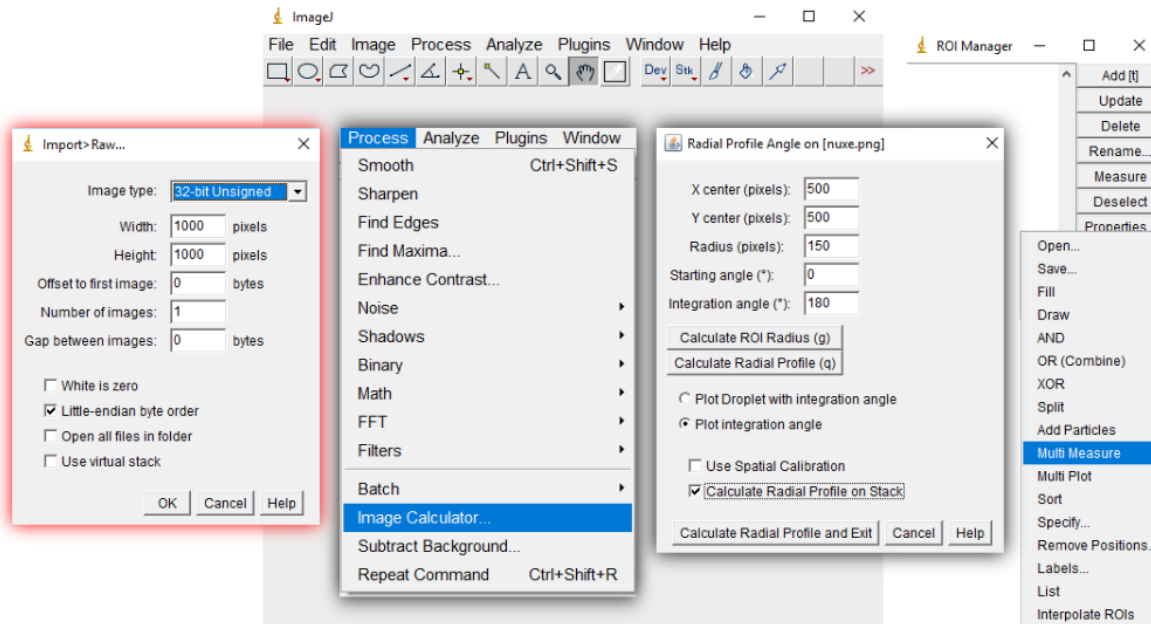 ImageJ
File Edit Image Process Analyze Plugins Window Help
A Dev Stk >>
Import>Raw...
Image type: 32-bit Unsigned
Width: 1000 pixels
Height: 1000 pixels
Offset to first image: 0 bytes
Number of images: 1
Gap between images: 0 bytes
White is zero
Little-endian byte order
Open all files in folder
Use virtual stack
OK Cancel Help
Process Analyze Plugins Window
Smooth Ctrl+Shift+S
Sharpen
Find Edges
Find Maxima...
Enhance Contrast...
Noise
Shadows
Binary
Math
FFT
Filters
Batch
Image Calculator...
Subtract Background...
Repeat Command Ctrl+Shift+R
Radial Profile Angle on [nuxe.png]
X center (pixels): 500
Y center (pixels): 500
Radius (pixels): 150
Starting angle (°): 0
Integration angle (°): 180
Calculate ROI Radius (g)
Calculate Radial Profile (q)
Plot Droplet with integration angle
Plot integration angle
Use Spatial Calibration
Calculate Radial Profile on Stack
Calculate Radial Profile and Exit Cancel Help
ROI Manager
Add [t]
Update
Delete
Rename...
Measure
Deselect
Properties.
Open...
Save...
Fill
Draw
AND
OR (Combine)
XOR
Split
Add Particles
Multi Measure
Multi Plot
Sort
Specify...
Remove Positions.
Labels...
List
Interpolate ROIs